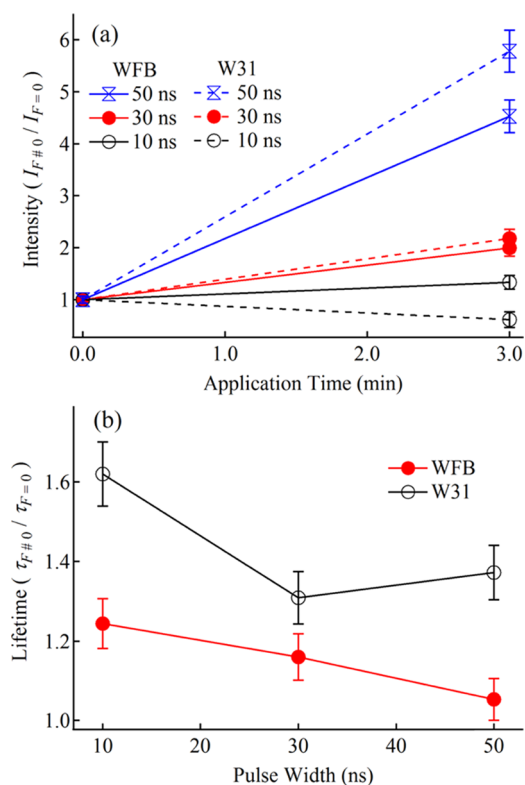 (a)
WFB W31
50 ns 50 ns
30 ns 30 ns
10 ns 10 ns
Intensity ( I_{F#0} / I_{F=0} )
6
5
4
3
2
1
0.0 1.0 2.0 3.0
Application Time (min)
(b)
WFB
W31
Lifetime ( τ_{F#0} / τ_{F=0} )
1.6
1.4
1.2
1.0
10 20 30 40 50
Pulse Width (ns)